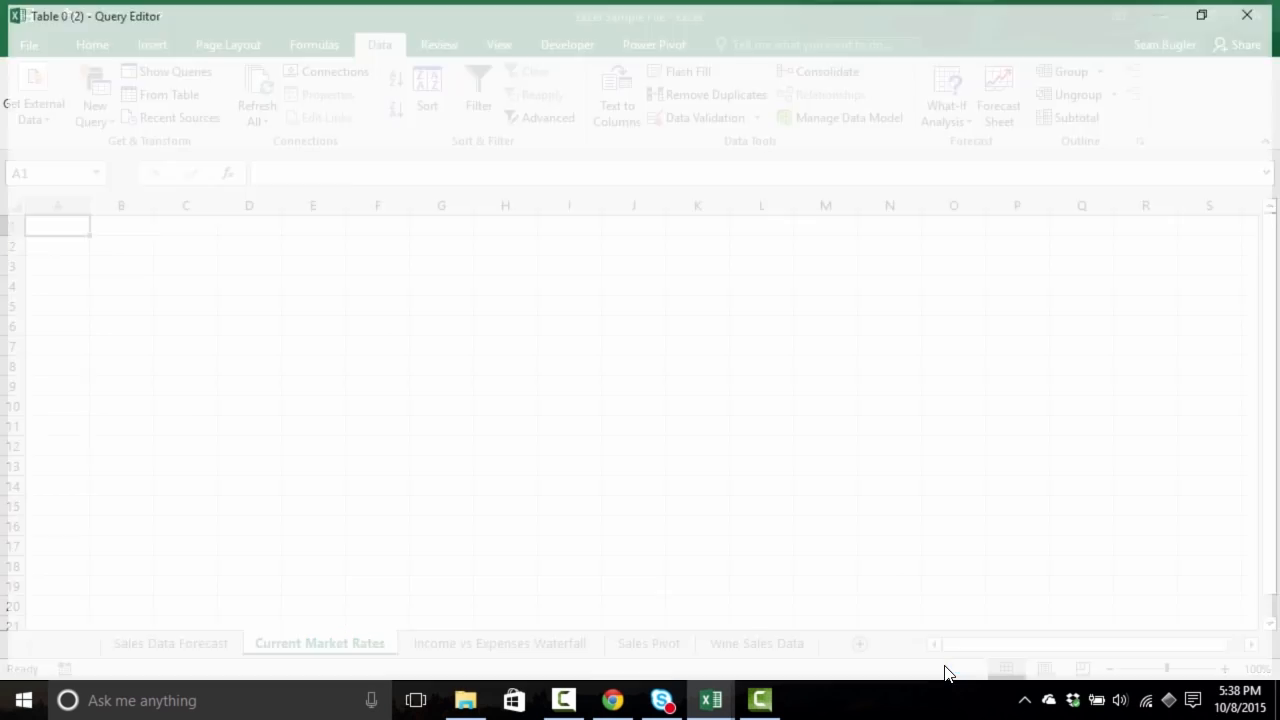 Table 0 (2) - Query Editor
Excel Sample File - Excel
File Home Insert Page Layout Formulas Data Review View Developer Power Pivot Tell me what you want to do... Sean Bugler Share
Get External Data
New Query
Show Queries
From Table
Recent Sources
Get & Transform
Refresh All
Connections
Properties
Edit Links
Connections
Sort
Filter
Clear
Reapply
Advanced
Sort & Filter
Text to Columns
Flash Fill
Remove Duplicates
Data Validation
Consolidate
Relationships
Manage Data Model
Data Tools
What-If Analysis
Forecast Sheet
Forecast
Group
Ungroup
Subtotal
Outline
A1
fx
A B C D E F G H I J K L M N O P Q R S
1
2
3
4
5
6
7
8
9
10
11
12
13
14
15
16
17
18
19
20
21
Sales Data Forecast Current Market Rates Income vs Expenses Waterfall Sales Pivot Wine Sales Data
Ready 100%
Ask me anything
5:38 PM
10/8/2015